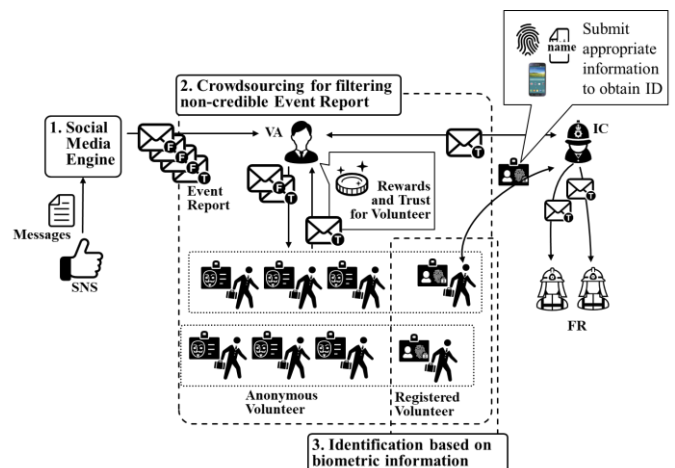 Submit
appropriate
information
to obtain ID
name
2. Crowdsourcing for filtering
non-credible Event Report
1. Social
Media
Engine
VA
IC
F
F
F
T
F
F
T
T
T
T
T
Event
Report
Rewards
and Trust
for Volunteer
Messages
SNS
FR
Anonymous
Volunteer
Registered
Volunteer
3. Identification based on
biometric information